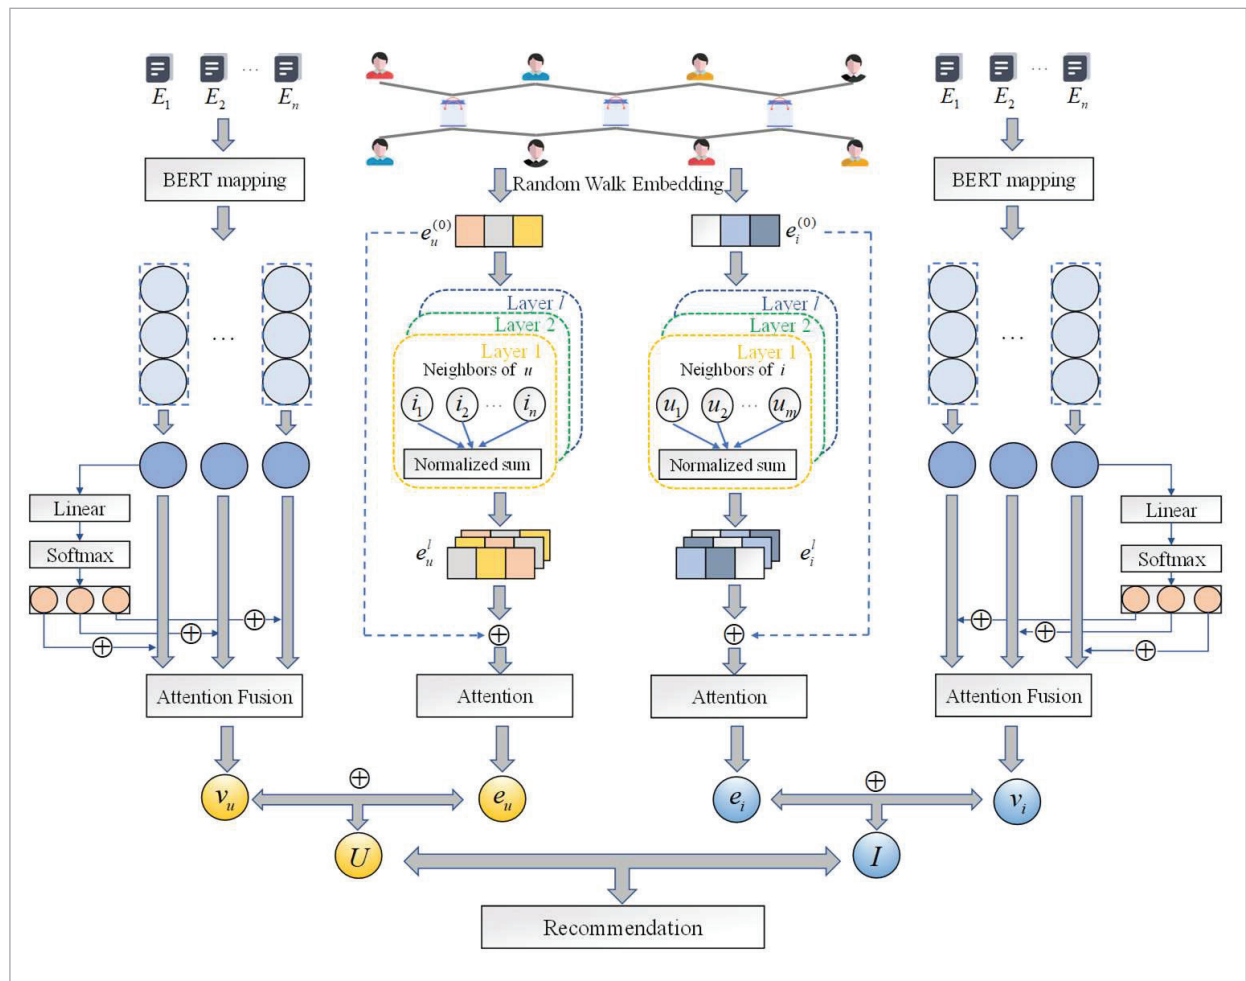 E1 E2 ... En
E1 E2 ... En
BERT mapping
Random Walk Embedding
BERT mapping
e_u^(0)
e_i^(0)
Layer l
Layer 2
Layer 1
Neighbors of u
i1 i2 ... in
Normalized sum
Layer l
Layer 2
Layer 1
Neighbors of i
u1 u2 ... um
Normalized sum
...
...
Linear
Softmax
Linear
Softmax
e_u^l
e_i^l
Attention Fusion
Attention
Attention
Attention Fusion
v_u
e_u
e_i
v_i
U
I
Recommendation